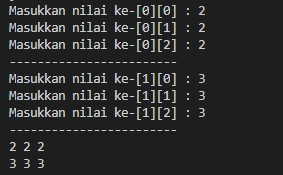 Masukkan nilai ke-[0][0] : 2
Masukkan nilai ke-[0][1] : 2
Masukkan nilai ke-[0][2] : 2
------------------------
Masukkan nilai ke-[1][0] : 3
Masukkan nilai ke-[1][1] : 3
Masukkan nilai ke-[1][2] : 3
------------------------
2 2 2
3 3 3